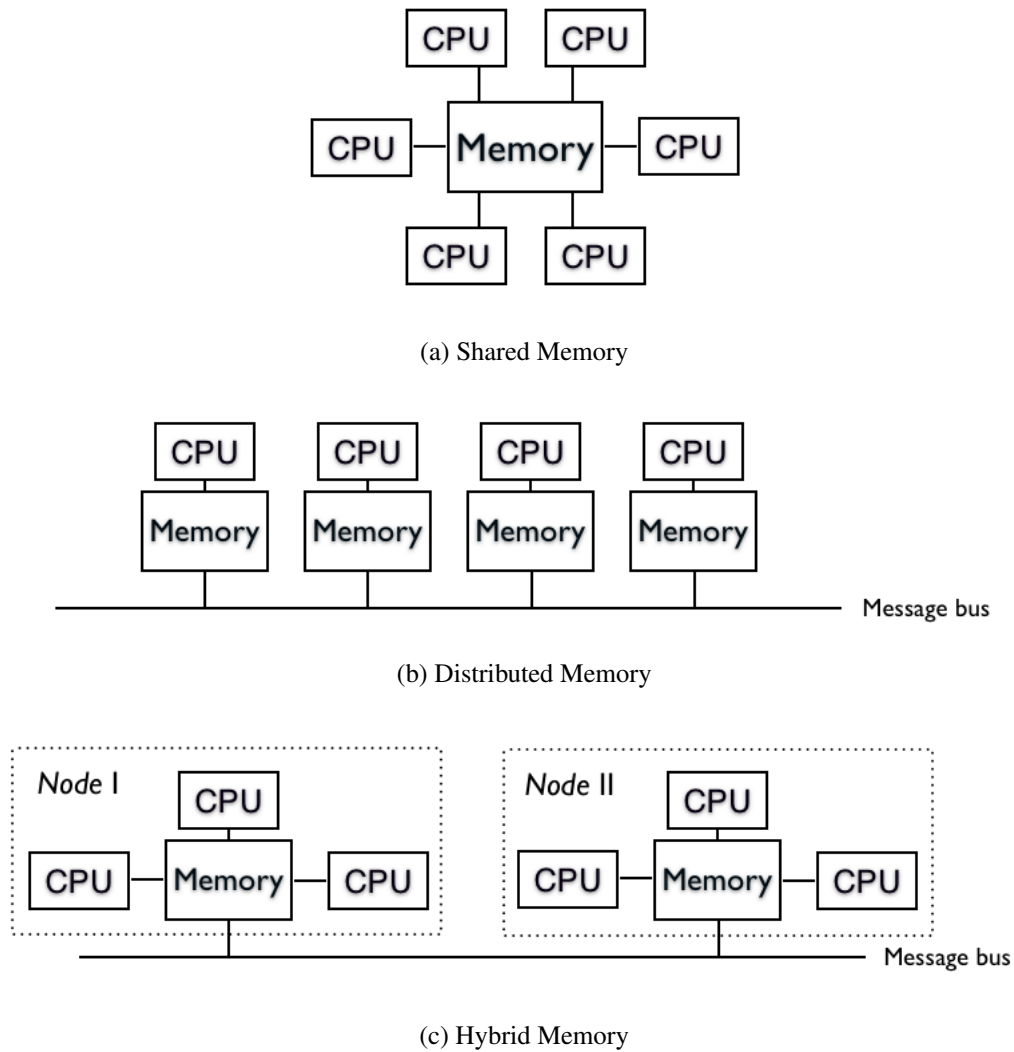 CPU CPU
CPU Memory CPU
CPU CPU
(a) Shared Memory
CPU CPU CPU CPU
Memory Memory Memory Memory
Message bus
(b) Distributed Memory
Node I
CPU
CPU Memory CPU
Node II
CPU
CPU Memory CPU
Message bus
(c) Hybrid Memory